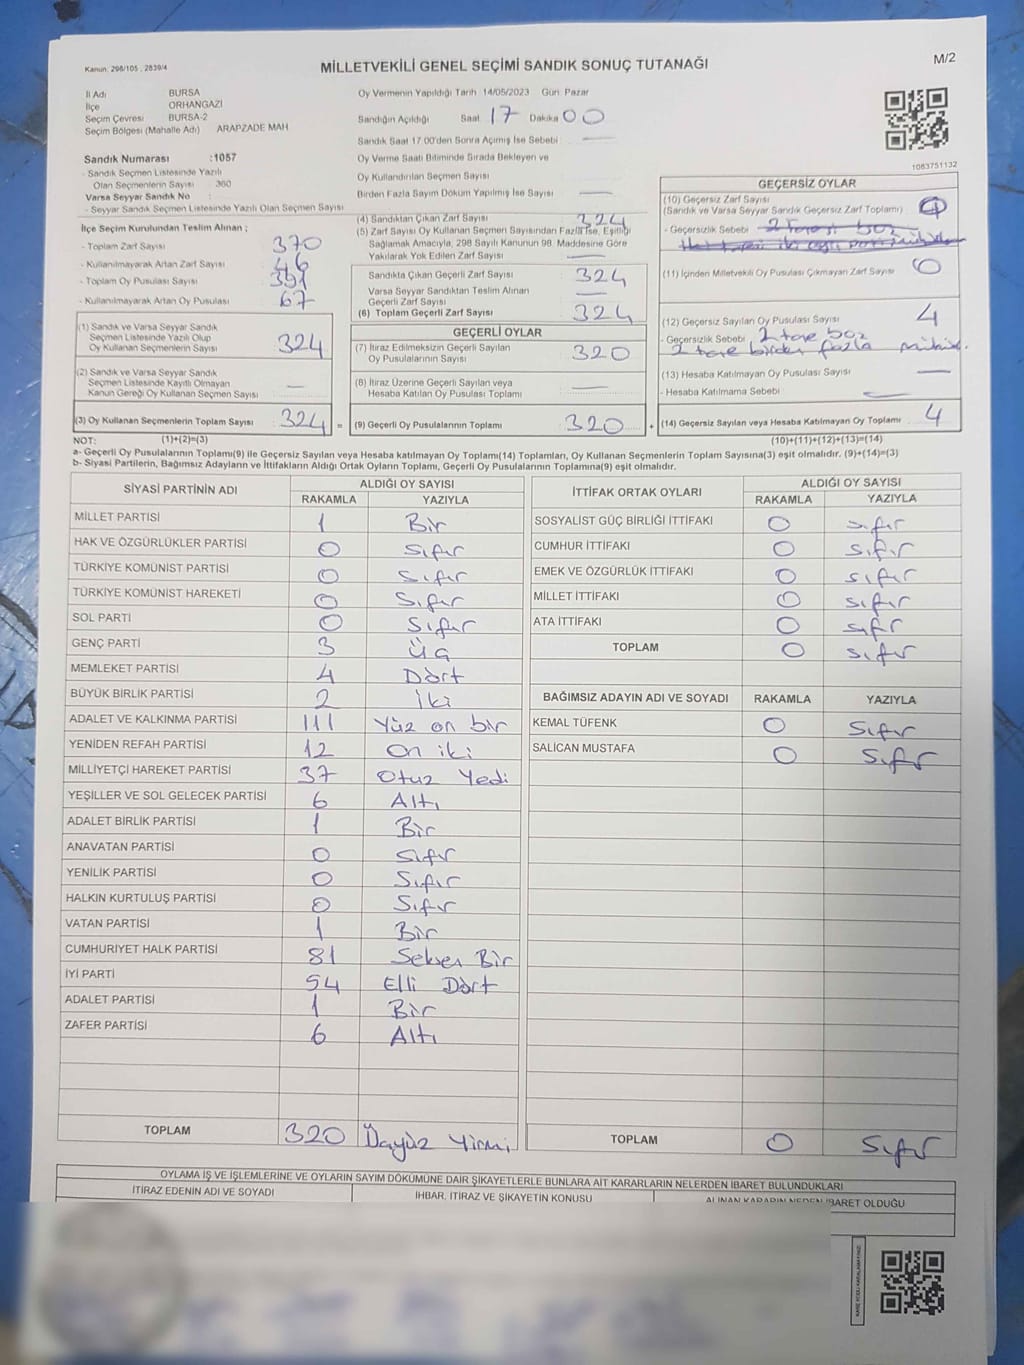 Kanun: 298/105 , 2839/4
MİLLETVEKİLİ GENEL SEÇİMİ SANDIK SONUÇ TUTANAĞI
M/2
İl Adı BURSA
İlçe ORHANGAZİ
Seçim Çevresi BURSA-2
Seçim Bölgesi (Mahalle Adı) ARAPZADE MAH
Sandık Numarası :1057
- Sandık Seçmen Listesinde Yazılı
Olan Seçmenlerin Sayısı : 360
Varsa Seyyar Sandık No
- Seyyar Sandık Seçmen Listesinde Yazılı Olan Seçmen Sayısı
İlçe Seçim Kurulundan Teslim Alınan ;
- Toplam Zarf Sayısı 370
- Kullanılmayarak Artan Zarf Sayısı 46
- Toplam Oy Pusulası Sayısı 391
- Kullanılmayarak Artan Oy Pusulası 67
(1) Sandık ve Varsa Seyyar Sandık
Seçmen Listesinde Yazılı Olup
Oy Kullanan Seçmenlerin Sayısı 324
(2) Sandık ve Varsa Seyyar Sandık
Seçmen Listesinde Kayıtlı Olmayan
Kanun Gereği Oy Kullanan Seçmen Sayısı —
(3) Oy Kullanan Seçmenlerin Toplam Sayısı 324 =
Oy Vermenin Yapıldığı Tarih 14/05/2023 Gün: Pazar
Sandığın Açıldığı Saat 17 Dakika 00
Sandık Saat 17:00'den Sonra Açılmış İse Sebebi —
Oy Verme Saati Bitiminde Sırada Bekleyen ve
Oy Kullandırılan Seçmen Sayısı
Birden Fazla Sayım Döküm Yapılmış İse Sayısı —
(4) Sandıktan Çıkan Zarf Sayısı 324
(5) Zarf Sayısı Oy Kullanan Seçmen Sayısından Fazla İse, Eşitliği
Sağlamak Amacıyla, 298 Sayılı Kanunun 98. Maddesine Göre
Yakılarak Yok Edilen Zarf Sayısı —
Sandıkta Çıkan Geçerli Zarf Sayısı 324
Varsa Seyyar Sandıktan Teslim Alınan
Geçerli Zarf Sayısı —
(6) Toplam Geçerli Zarf Sayısı 324
GEÇERLİ OYLAR
(7) İtiraz Edilmeksizin Geçerli Sayılan
Oy Pusulalarının Sayısı 320
(8) İtiraz Üzerine Geçerli Sayılan veya
Hesaba Katılan Oy Pusulaları Toplamı —
(9) Geçerli Oy Pusulalarının Toplamı 320 +
1083751132
GEÇERSİZ OYLAR
(10) Geçersiz Zarf Sayısı
(Sandık ve Varsa Seyyar Sandık Geçersiz Zarf Toplamı)
- Geçersizlik Sebebi 2 Tanesi boş
(11) İçinden Milletvekili Oy Pusulası Çıkmayan Zarf Sayısı 0
(12) Geçersiz Sayılan Oy Pusulası Sayısı 4
- Geçersizlik Sebebi 2 tane boş
2 tane birden fazla mühür.
(13) Hesaba Katılmayan Oy Pusulası Sayısı —
- Hesaba Katılmama Sebebi —
(14) Geçersiz Sayılan veya Hesaba Katılmayan Oy Toplamı 4
NOT: (1)+(2)=(3) (10)+(11)+(12)+(13)=(14)
a- Geçerli Oy Pusulalarının Toplamı(9) ile Geçersiz Sayılan veya Hesaba katılmayan Oy Toplamı(14) Toplamları, Oy Kullanan Seçmenlerin Toplam Sayısına(3) eşit olmalıdır. (9)+(14)=(3)
b- Siyasi Partilerin, Bağımsız Adayların ve İttifakların Aldığı Ortak Oyların Toplamı, Geçerli Oy Pusulalarının Toplamına(9) eşit olmalıdır.
SİYASİ PARTİNİN ADI ALDIĞI OY SAYISI
RAKAMLA YAZIYLA
MİLLET PARTİSİ 1 Bir
HAK VE ÖZGÜRLÜKLER PARTİSİ 0 Sıfır
TÜRKİYE KOMÜNİST PARTİSİ 0 Sıfır
TÜRKİYE KOMÜNİST HAREKETİ 0 Sıfır
SOL PARTİ 0 Sıfır
GENÇ PARTİ 3 Üç
MEMLEKET PARTİSİ 4 Dört
BÜYÜK BİRLİK PARTİSİ 2 İki
ADALET VE KALKINMA PARTİSİ 111 Yüz on bir
YENİDEN REFAH PARTİSİ 12 On iki
MİLLİYETÇİ HAREKET PARTİSİ 37 Otuz Yedi
YEŞİLLER VE SOL GELECEK PARTİSİ 6 Altı
ADALET BİRLİK PARTİSİ 1 Bir
ANAVATAN PARTİSİ 0 Sıfır
YENİLİK PARTİSİ 0 Sıfır
HALKIN KURTULUŞ PARTİSİ 0 Sıfır
VATAN PARTİSİ 1 Bir
CUMHURİYET HALK PARTİSİ 81 Seksen Bir
İYİ PARTİ 54 Elli Dört
ADALET PARTİSİ 1 Bir
ZAFER PARTİSİ 6 Altı
TOPLAM 320 Üçyüz Yirmi
İTTİFAK ORTAK OYLARI ALDIĞI OY SAYISI
RAKAMLA YAZIYLA
SOSYALİST GÜÇ BİRLİĞİ İTTİFAKI 0 Sıfır
CUMHUR İTTİFAKI 0 Sıfır
EMEK VE ÖZGÜRLÜK İTTİFAKI 0 Sıfır
MİLLET İTTİFAKI 0 Sıfır
ATA İTTİFAKI 0 Sıfır
TOPLAM 0 Sıfır
BAĞIMSIZ ADAYIN ADI VE SOYADI RAKAMLA YAZIYLA
KEMAL TÜFENK 0 Sıfır
SALİCAN MUSTAFA 0 Sıfır
TOPLAM 0 Sıfır
OYLAMA İŞ VE İŞLEMLERİNE VE OYLARIN SAYIM DÖKÜMÜNE DAİR ŞİKAYETLERLE BUNLARA AİT KARARLARIN NELERDEN İBARET BULUNDUKLARI
İTİRAZ EDENİN ADI VE SOYADI İHBAR, İTİRAZ VE ŞİKAYETİN KONUSU ALINAN KARARIN NEDEN İBARET OLDUĞU